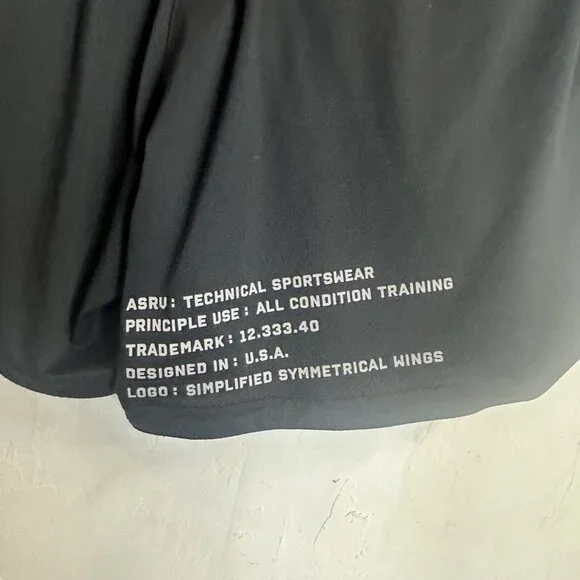 ASRV: TECHNICAL SPORTSWEAR
PRINCIPLE USE: ALL CONDITION TRAINING
TRADEMARK: 12.333.40
DESIGNED IN: U.S.A.
LOGO: SIMPLIFIED SYMMETRICAL WINGS